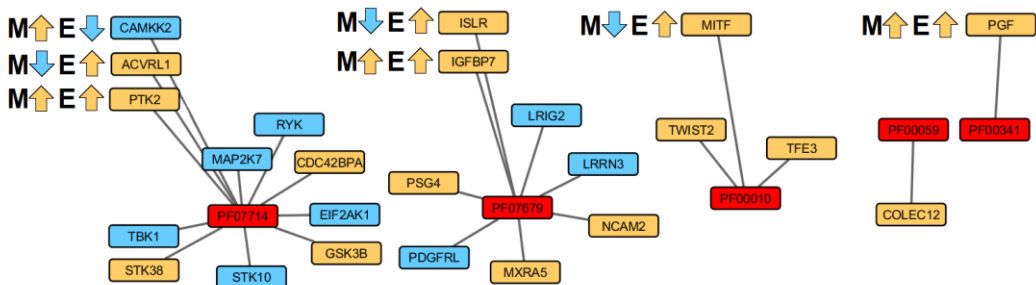 M E CAMKK2
M E ACVRL1
M E PTK2
RYK
MAP2K7
CDC42BPA
PF07714
EIF2AK1
TBK1
GSK3B
STK38
STK10
M E ISLR
M E IGFBP7
LRIG2
LRRN3
PSG4
PF07679
NCAM2
PDGFRL
MXRA5
M E MITF
TWIST2
TFE3
PF00010
M E PGF
PF00059
PF00341
COLEC12